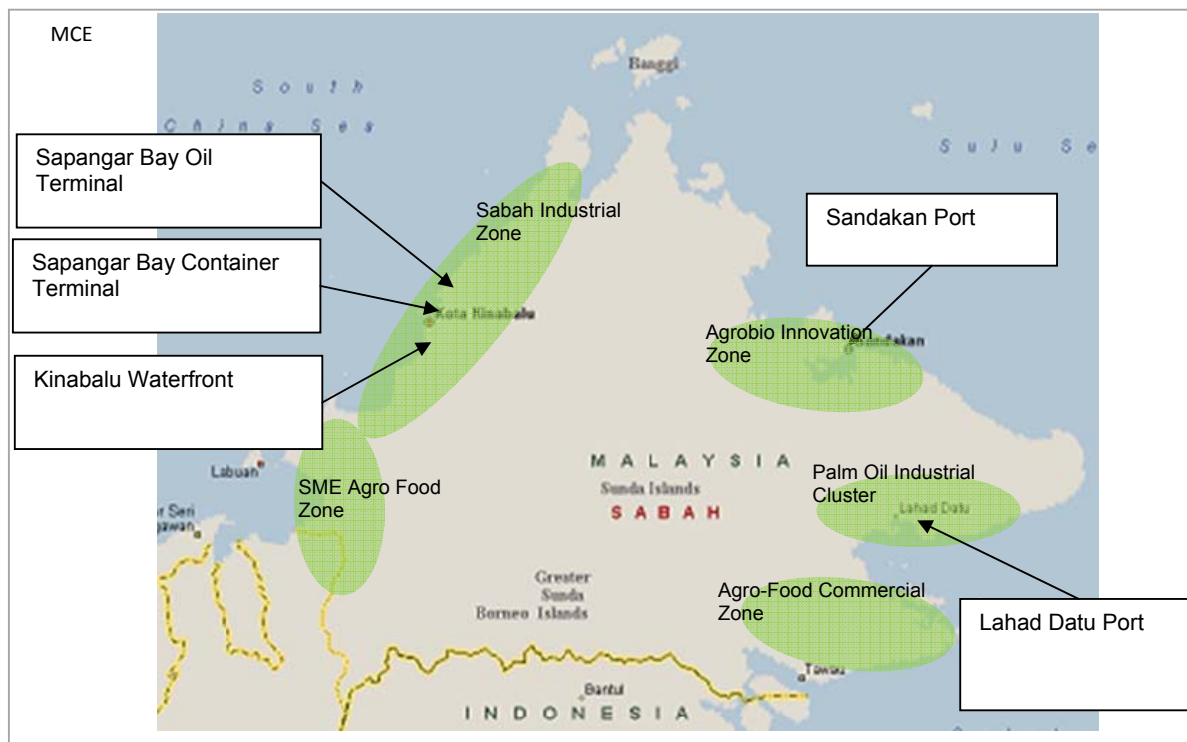 MCE
Banggi
South
China Sea
Sulu Se
Sapangar Bay Oil
Terminal
Sabah Industrial
Zone
Sandakan Port
Sapangar Bay Container
Terminal
Kota Kinabalu
Agrobio Innovation
Zone
Kinabalu Waterfront
Labuan
MALAYSIA
Sunda Islands
SABAH
SME Agro Food
Zone
Palm Oil Industrial
Cluster
Lahad Datu
ar Seri
gawan
Greater
Sunda
Borneo Islands
Agro-Food Commercial
Zone
Lahad Datu Port
Tawau
Bantul
INDONESIA